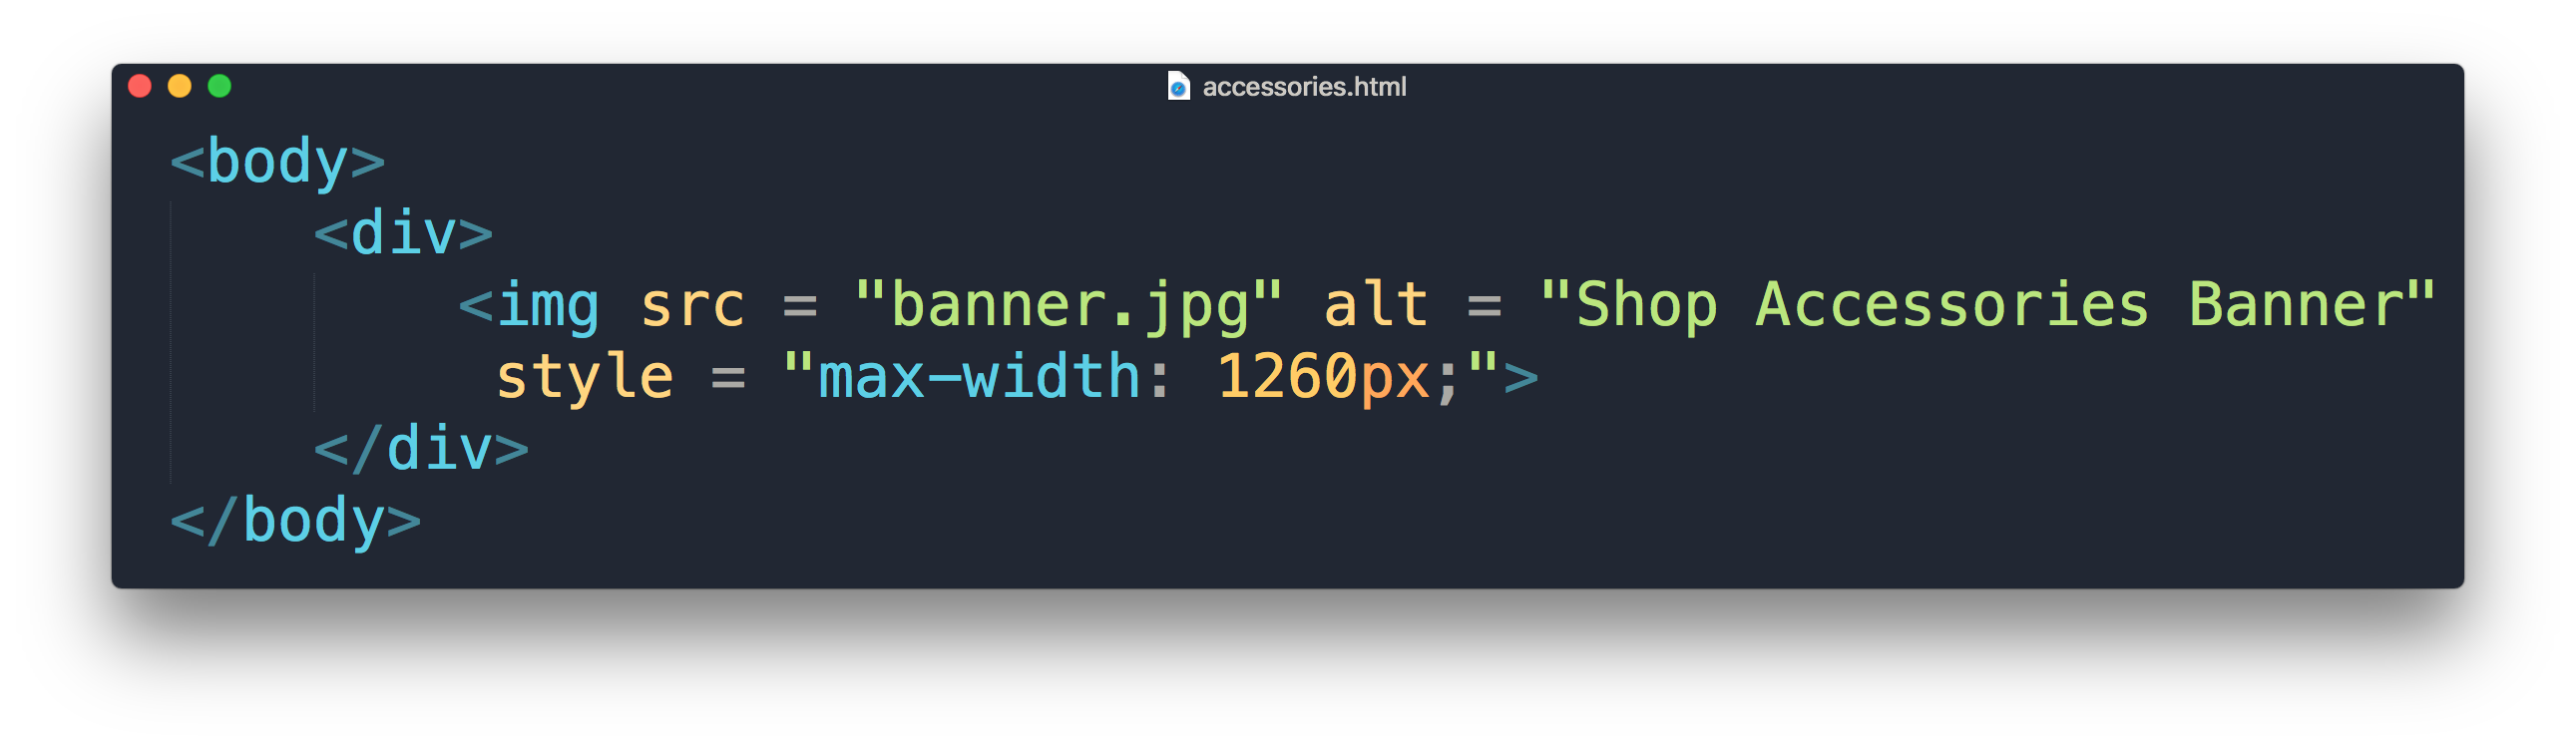 accessories.html
<body>
<div>
<img src = "banner.jpg" alt = "Shop Accessories Banner"
style = "max-width: 1260px;">
</div>
</body>